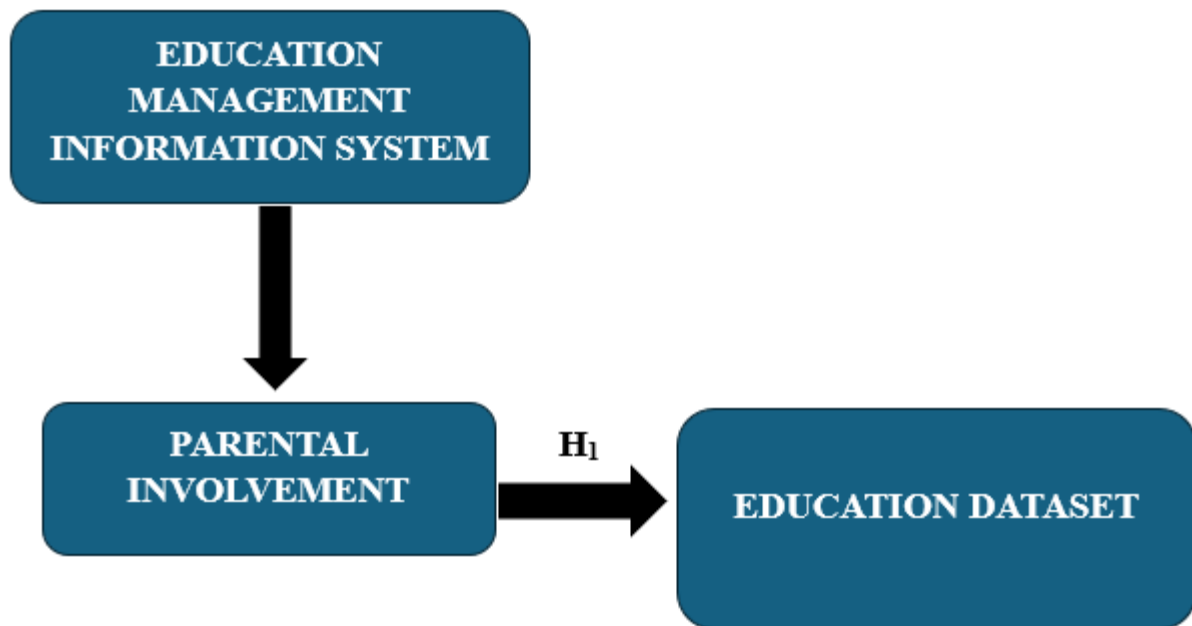 EDUCATION
MANAGEMENT
INFORMATION SYSTEM
PARENTAL
INVOLVEMENT
H₁
EDUCATION DATASET